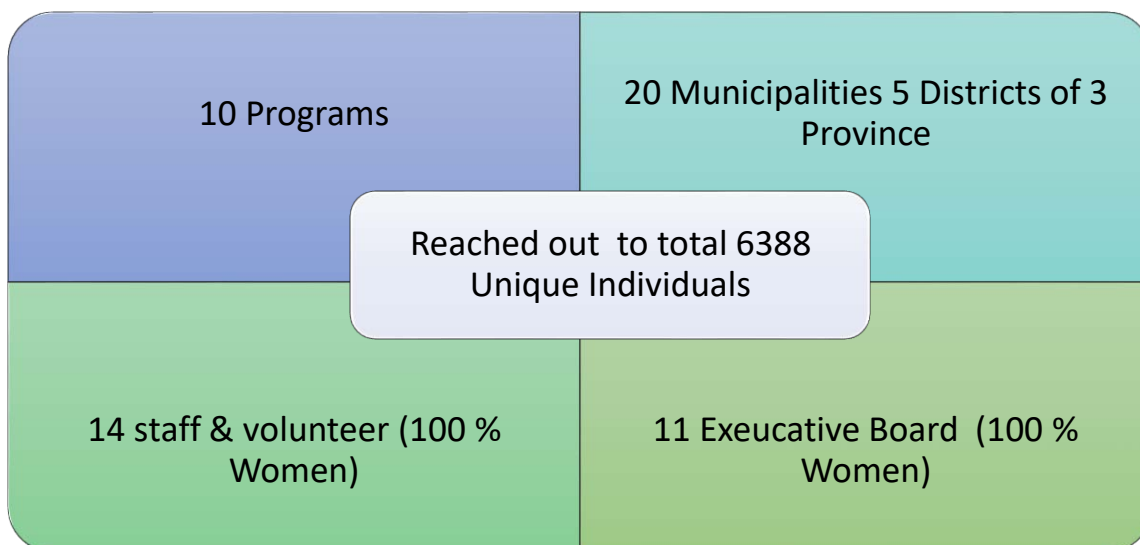 10 Programs
20 Municipalities 5 Districts of 3
Province
Reached out to total 6388
Unique Individuals
14 staff & volunteer (100 %
Women)
11 Exeucative Board (100 %
Women)